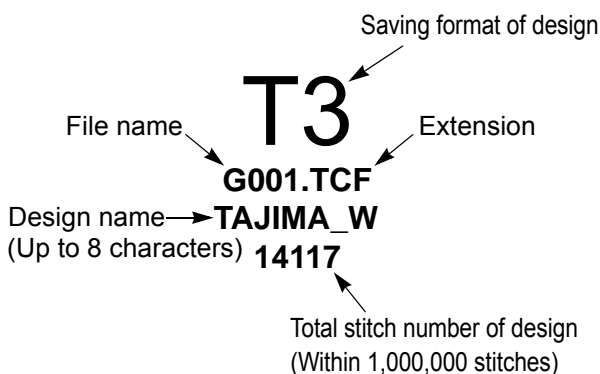 Saving format of design
T3
File name
Extension
G001.TCF
Design name
TAJIMA_W
(Up to 8 characters)
14117
Total stitch number of design
(Within 1,000,000 stitches)